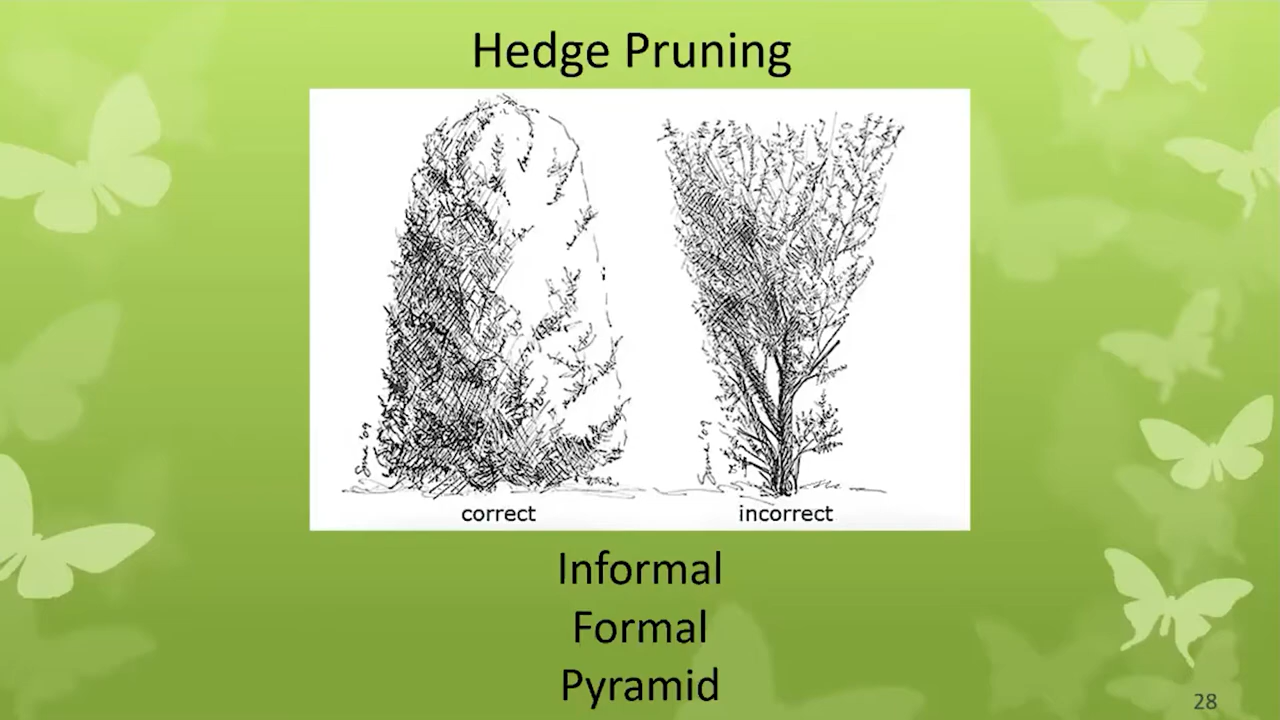 Hedge Pruning
correct
incorrect
Informal
Formal
Pyramid
28